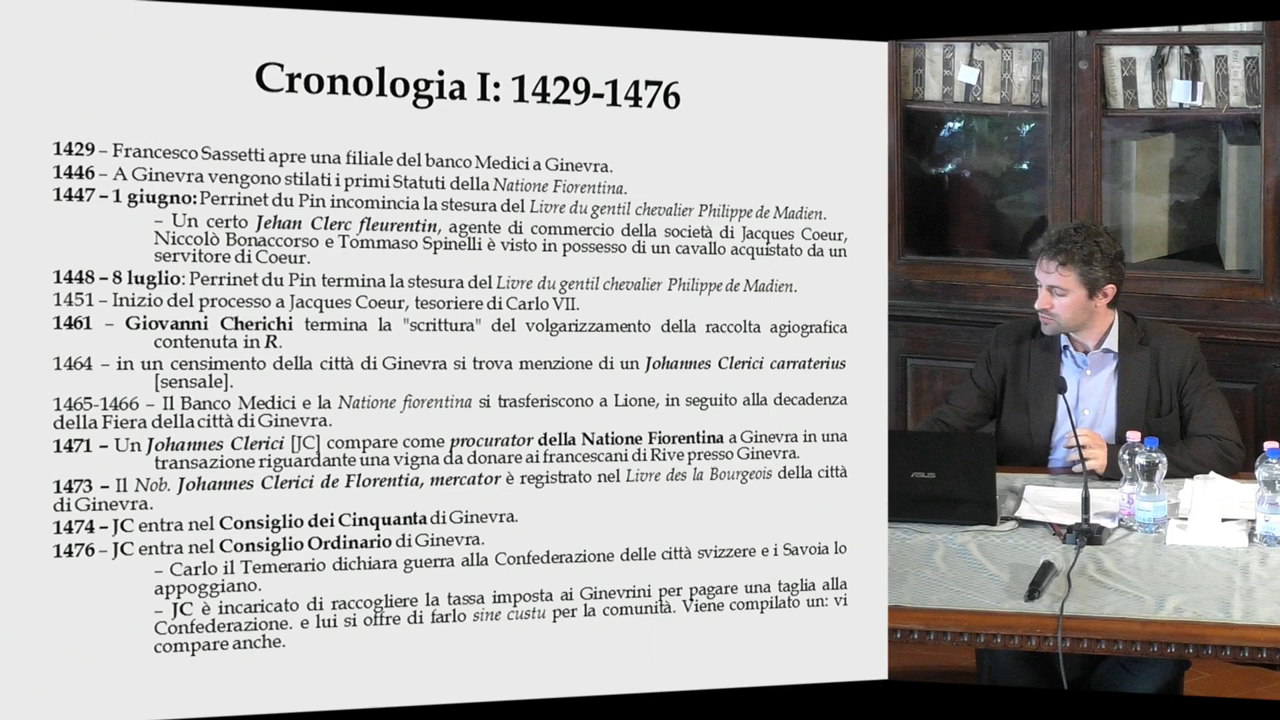 Cronologia I: 1429-1476
1429 – Francesco Sassetti apre una filiale del banco Medici a Ginevra.
1446 – A Ginevra vengono stilati i primi Statuti della Natione Fiorentina.
1447 – 1 giugno: Perrinet du Pin incomincia la stesura del Livre du gentil chevalier Philippe de Madien.
– Un certo Jehan Clerc fleurentin, agente di commercio della società di Jacques Coeur,
Niccolò Bonaccorso e Tommaso Spinelli è visto in possesso di un cavallo acquistato da un
servitore di Coeur.
1448 – 8 luglio: Perrinet du Pin termina la stesura del Livre du gentil chevalier Philippe de Madien.
1451 – Inizio del processo a Jacques Coeur, tesoriere di Carlo VII.
1461 – Giovanni Cherichi termina la "scrittura" del volgarizzamento della raccolta agiografica
contenuta in R.
1464 – in un censimento della città di Ginevra si trova menzione di un Johannes Clerici carraterius
[sensale].
1465-1466 – Il Banco Medici e la Natione fiorentina si trasferiscono a Lione, in seguito alla decadenza
della Fiera della città di Ginevra.
1471 – Un Johannes Clerici [JC] compare come procurator della Natione Fiorentina a Ginevra in una
transazione riguardante una vigna da donare ai francescani di Rive presso Ginevra.
1473 – Il Nob. Johannes Clerici de Florentia, mercator è registrato nel Livre des la Bourgeois della città
di Ginevra.
1474 – JC entra nel Consiglio dei Cinquanta di Ginevra.
1476 – JC entra nel Consiglio Ordinario di Ginevra.
– Carlo il Temerario dichiara guerra alla Confederazione delle città svizzere e i Savoia lo
appoggiano.
– JC è incaricato di raccogliere la tassa imposta ai Ginevrini per pagare una taglia alla
Confederazione. e lui si offre di farlo sine custu per la comunità. Viene compilato un: vi
compare anche.
ASUS